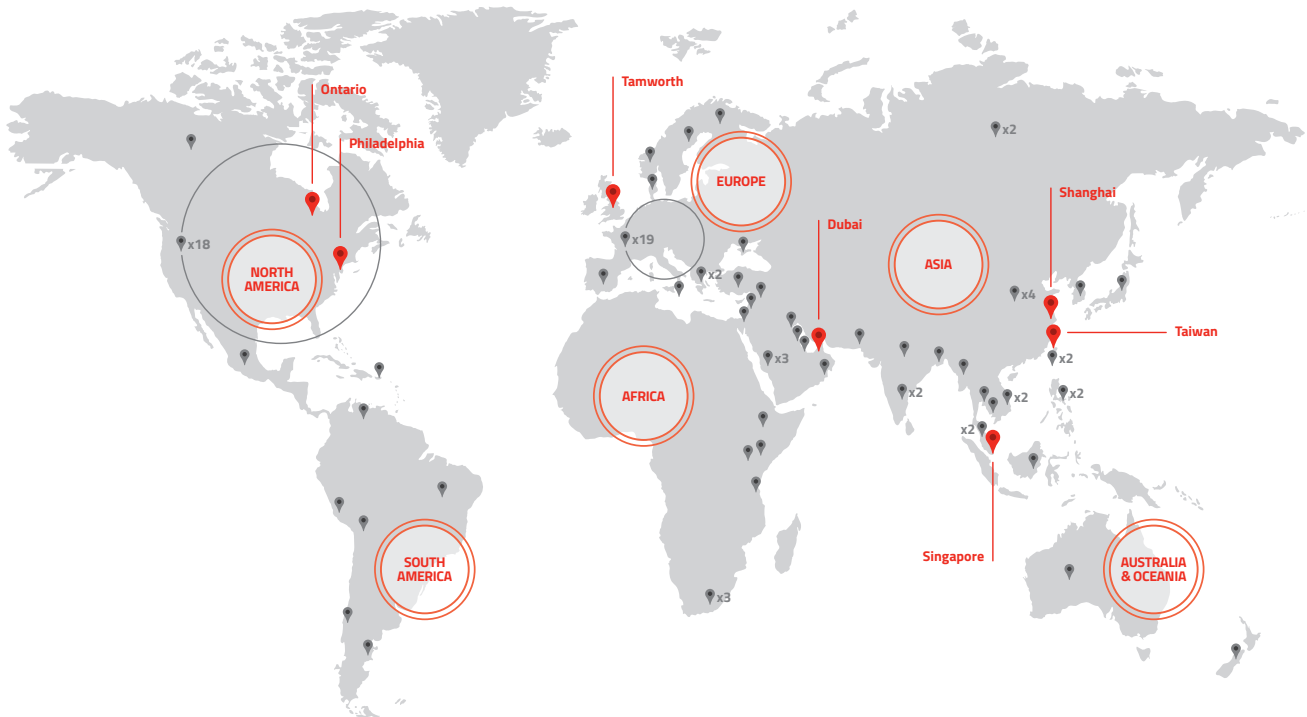 Ontario
Tamworth
Philadelphia
x2
EUROPE
Shanghai
Dubai
x18
x19
ASIA
NORTH
AMERICA
x2
x4
Taiwan
x3
x2
AFRICA
x2
x2
x2
x2
Singapore
SOUTH
AMERICA
AUSTRALIA
& OCEANIA
x3